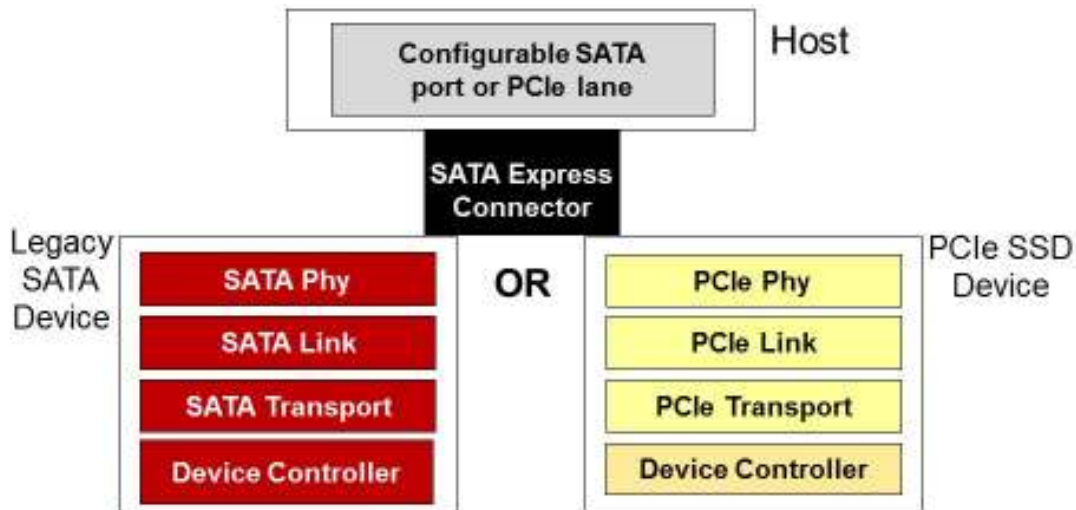 Configurable SATA
port or PCIe lane
Host
SATA Express
Connector
Legacy
SATA
Device
SATA Phy
SATA Link
SATA Transport
Device Controller
OR
PCIe Phy
PCIe Link
PCIe Transport
Device Controller
PCIe SSD
Device